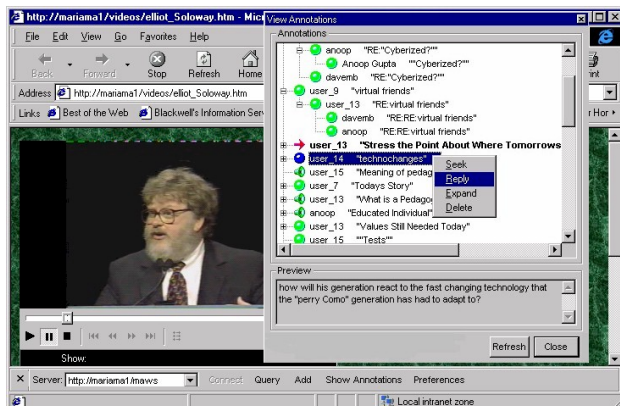 http://mariama1/videos/elliot_Soloway.htm - Micr
File Edit View Go Favorites Help
Back Forward Stop Refresh Home
Address http://mariama1/videos/elliot_Soloway.htm
Links Best of the Web Blackwell's Information Ser
View Annotations
Annotations
anoop "RE:"Cyberized?""
Anoop Gupta ""Cyberized?""
davemb "RE:"Cyberized?""
user_9 "virtual friends"
user_13 "RE:virtual friends"
davemb "RE:RE:virtual friends"
anoop "RE:RE:virtual friends"
user_13 "Stress the Point About Where Tomorrows
user_14 "technochanges"
user_15 "Meaning of pedag
user_7 "Todays Story"
user_13 "What is a Pedago
anoop "Educated Individual"
user_13 "Values Still Needed Today"
user_15 ""Tests""
Seek
Reply
Expand
Delete
Preview
how will his generation react to the fast changing technology that
the "perry Como" generation has had to adapt to?
Refresh Close
int
r Hor
Show:
Server: http://mariama1/maws Connect Query Add Show Annotations Preferences
Local intranet zone